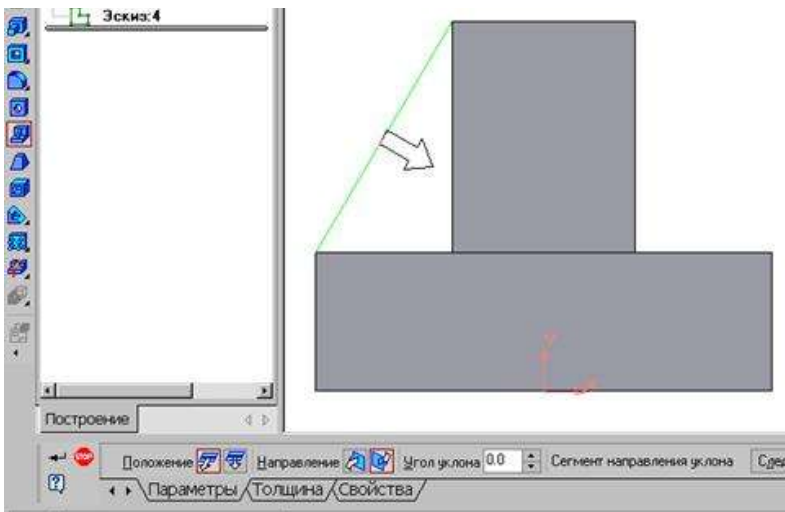 Эскиз:4
Построение
Положение Направление Угол уклона 0.0 Сегмент направления уклона
Параметры Толщина Свойства